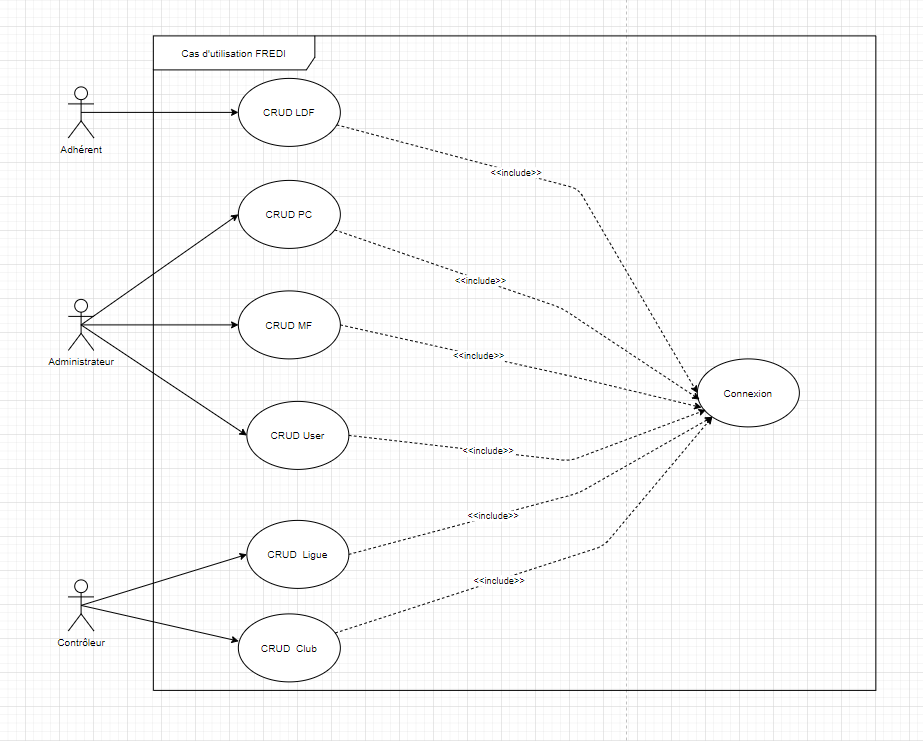 Cas d'utilisation FREDI
CRUD LDF
Adhérent
<<include>>
CRUD PC
<<include>>
CRUD MF
Administrateur
<<include>>
Connexion
CRUD User
<<include>>
<<include>>
CRUD  Ligue
<<include>>
Contrôleur
CRUD  Club